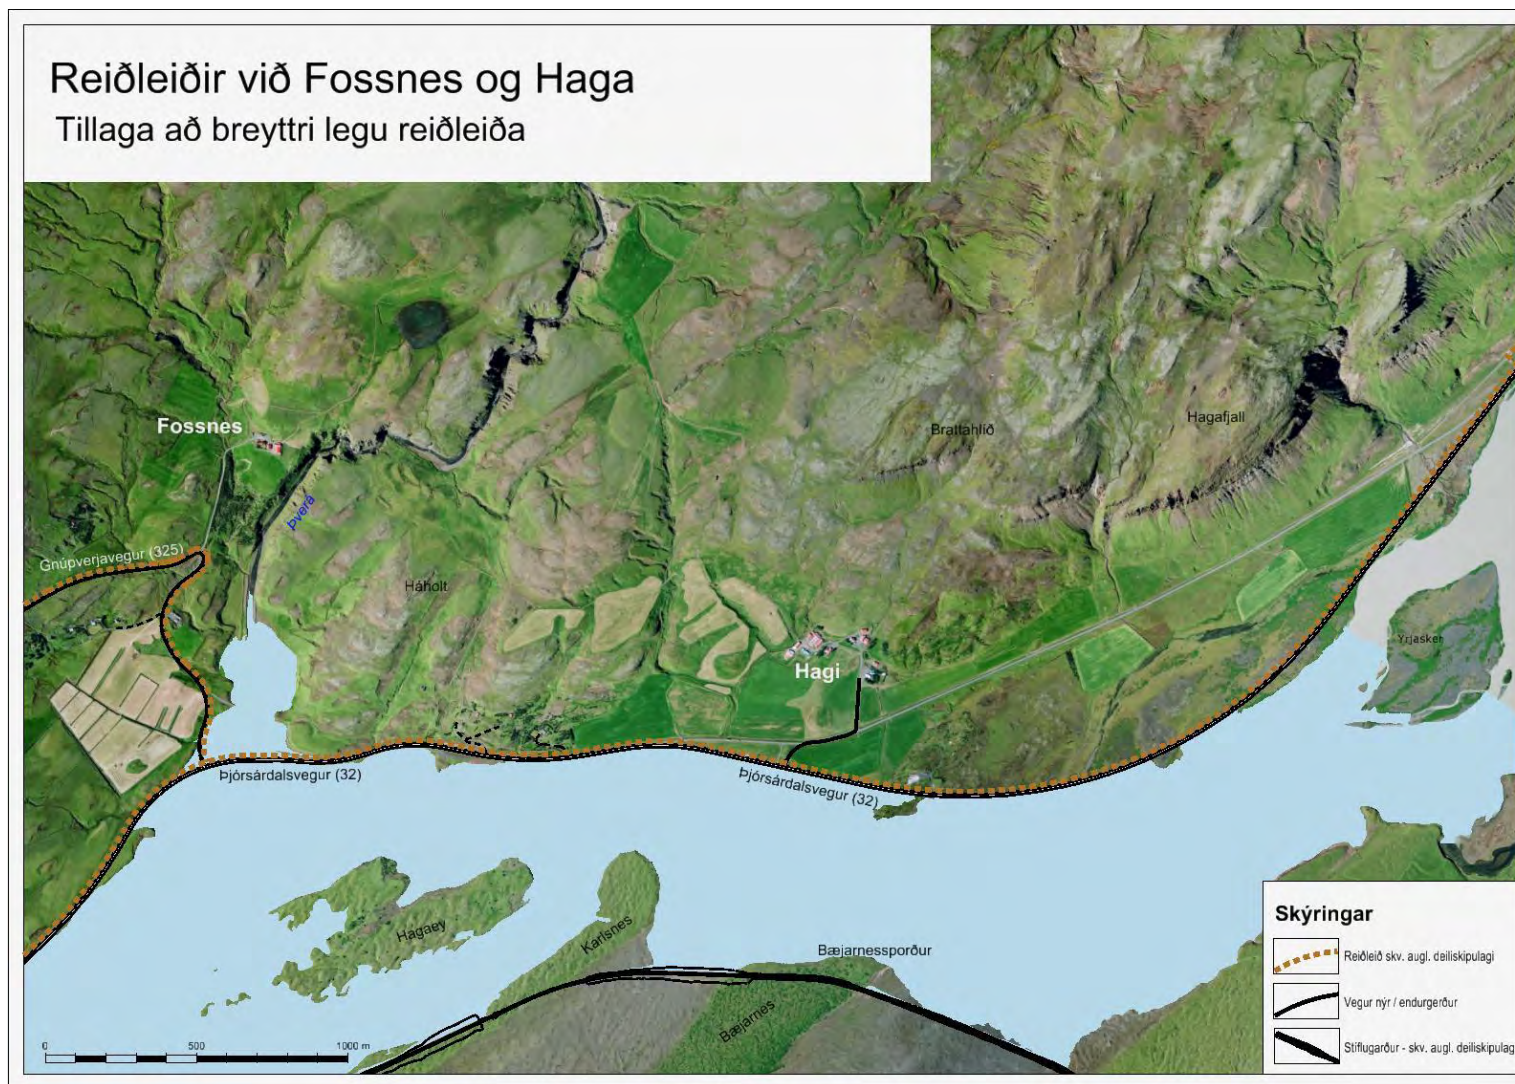 Reiðleiðir við Fossnes og Haga
Tillaga að breyttri legu reiðleiða
Fossnes
Brattahlíð
Hagafjall
Þverá
Gnúpverjavegur (325)
Háholt
Yrjasker
Hagi
Þjórsárdalsvegur (32)
Þjórsárdalsvegur (32)
Hagaey
Karlsnes
Bæjarnessporður
Bæjarnes
Skýringar
Reiðleið skv. augl. deiliskipulagi
Vegur nýr / endurgerður
Stíflugarður - skv. augl. deiliskipulag
0 500 1000 m